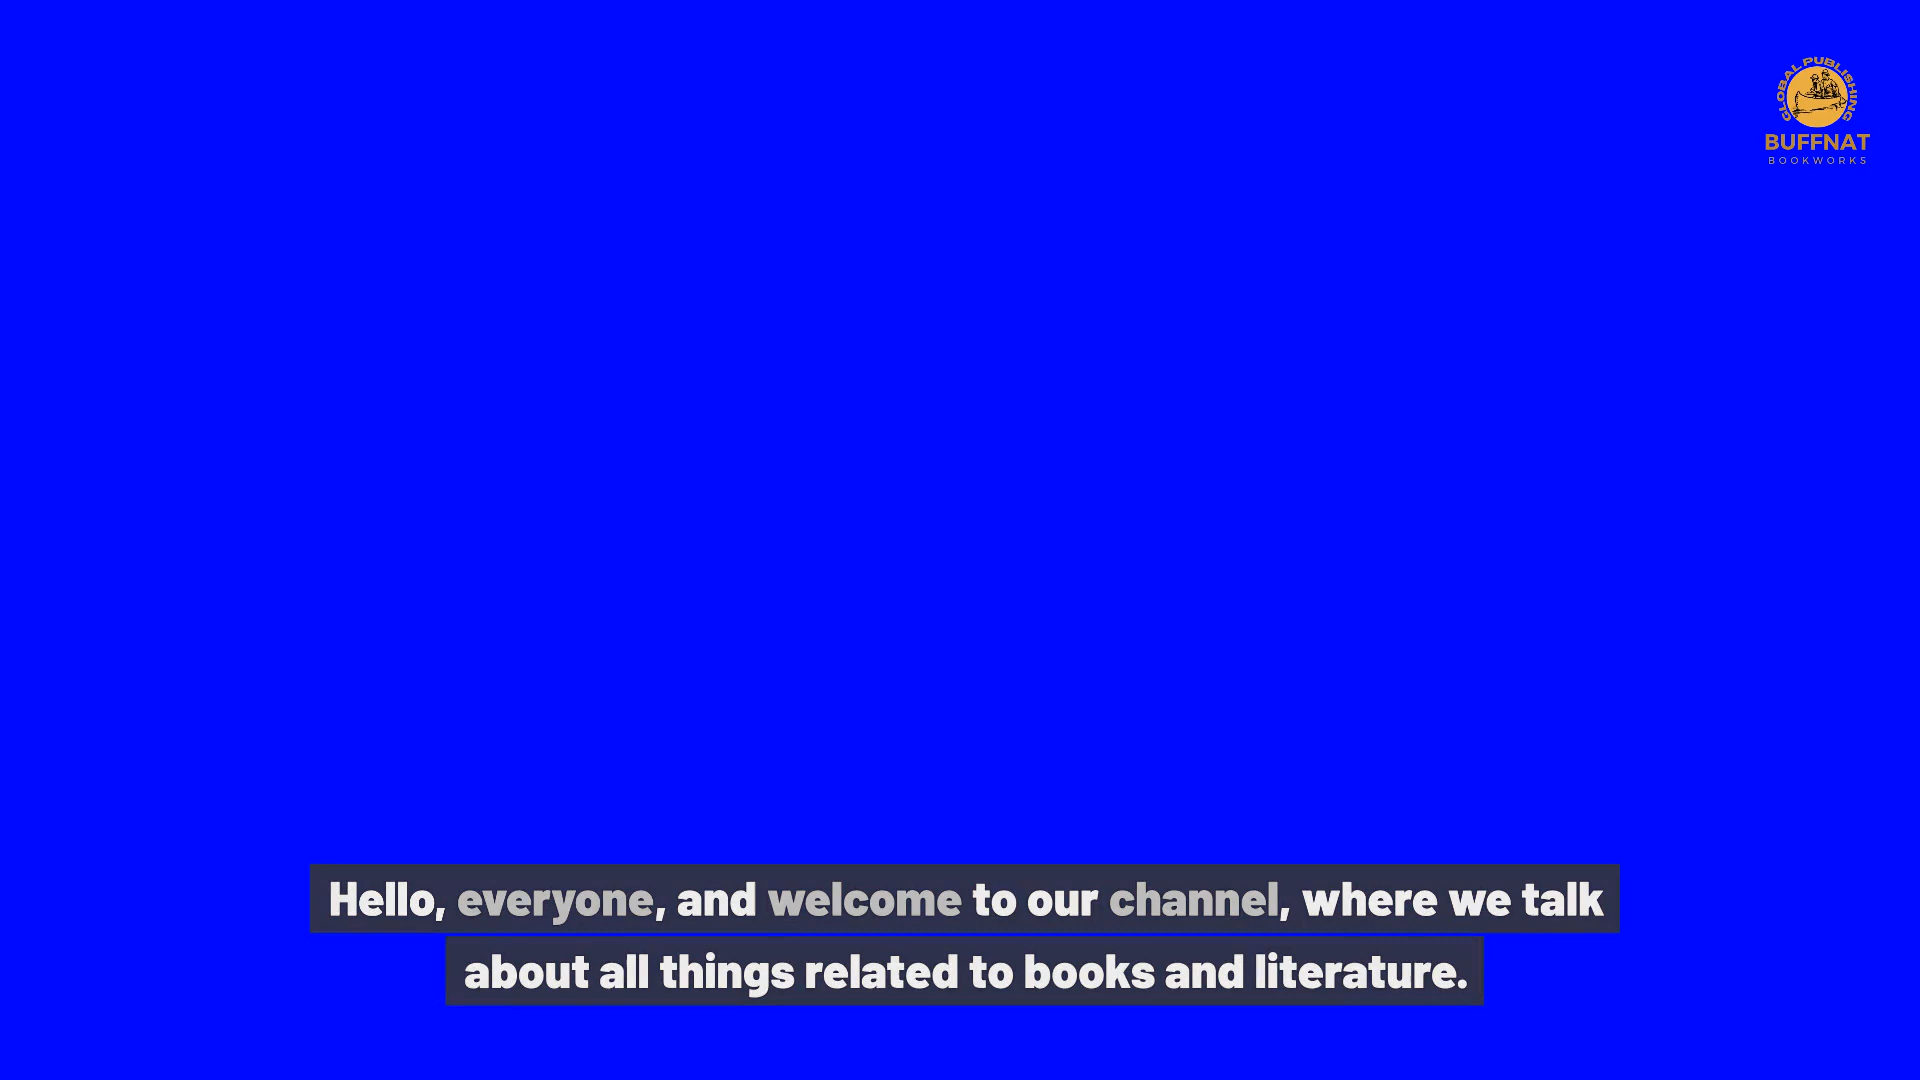 GLOBAL PUBLISHING
BUFFNAT
BOOKWORKS
Hello, everyone, and welcome to our channel, where we talk
about all things related to books and literature.